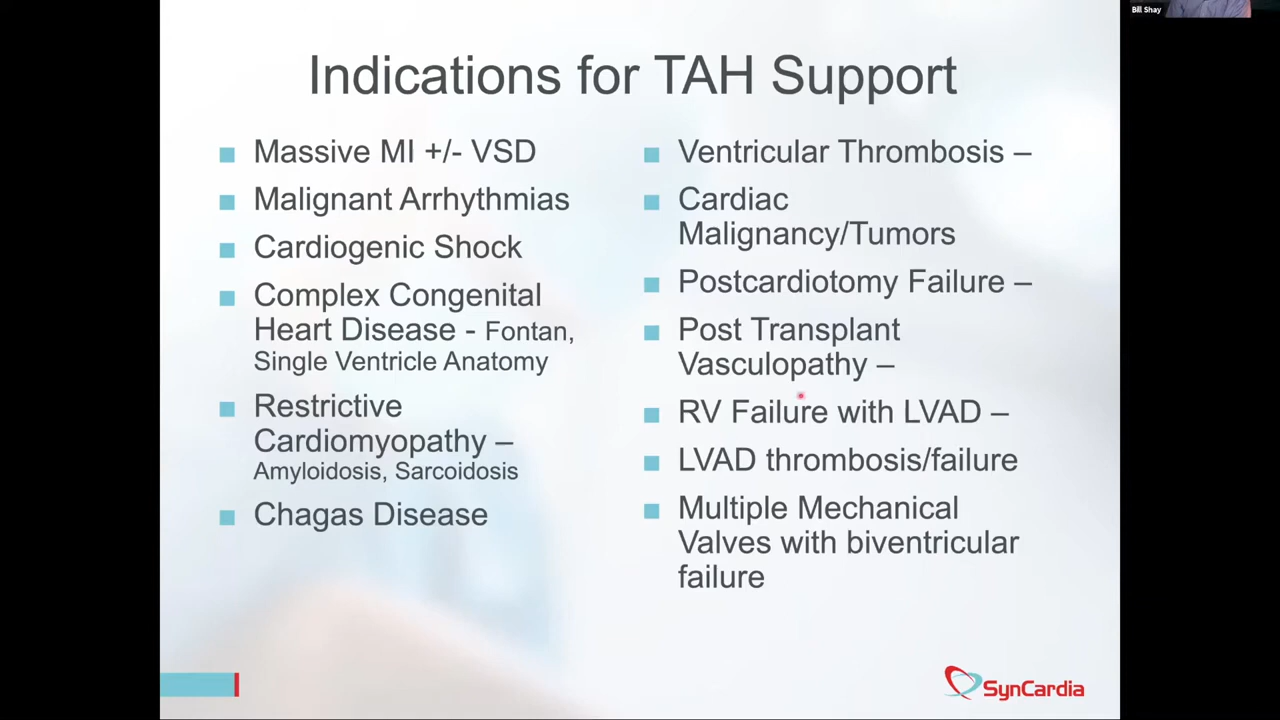 Bill Shay
Indications for TAH Support
Massive MI +/- VSD
Malignant Arrhythmias
Cardiogenic Shock
Complex Congenital
Heart Disease - Fontan,
Single Ventricle Anatomy
Restrictive
Cardiomyopathy –
Amyloidosis, Sarcoidosis
Chagas Disease
Ventricular Thrombosis –
Cardiac
Malignancy/Tumors
Postcardiotomy Failure –
Post Transplant
Vasculopathy –
RV Failure with LVAD –
LVAD thrombosis/failure
Multiple Mechanical
Valves with biventricular
failure
SynCardia